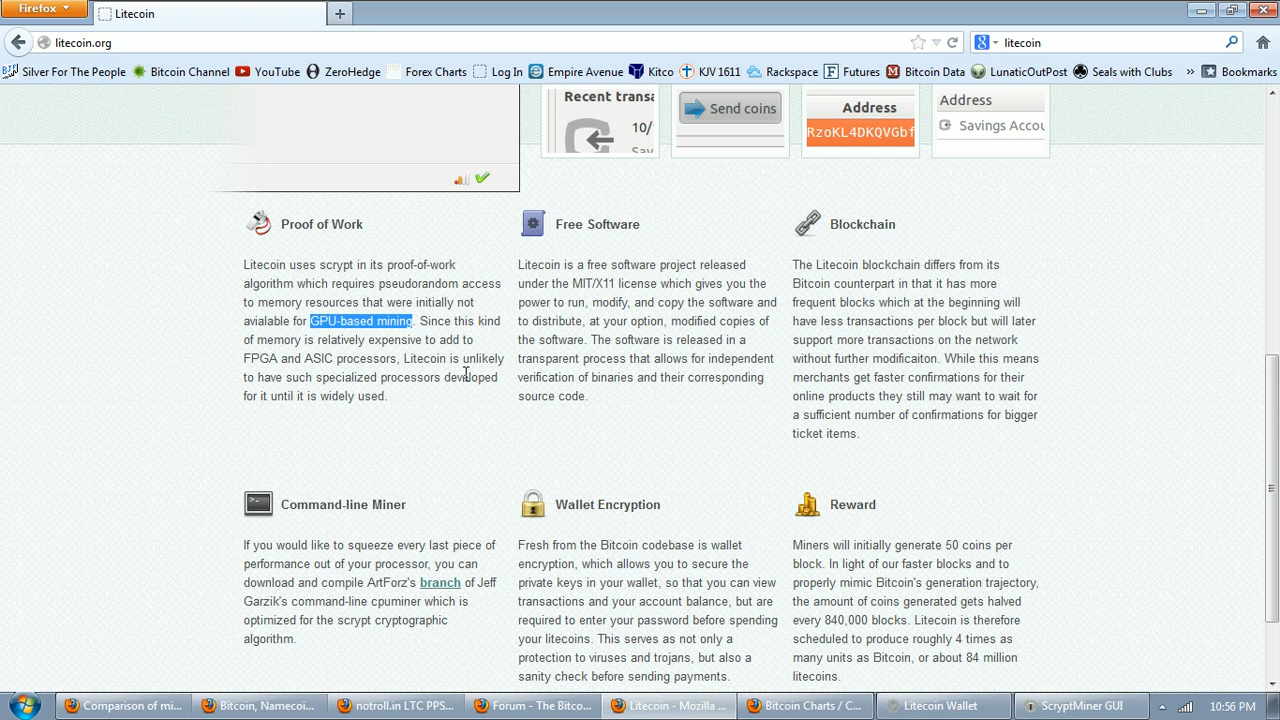 Firefox
Litecoin
litecoin.org
litecoin
Silver For The People
Bitcoin Channel
YouTube
ZeroHedge
Forex Charts
Log In
Empire Avenue
Kitco
KJV 1611
Rackspace
Futures
Bitcoin Data
LunaticOutPost
Seals with Clubs
»
Bookmarks
Recent transa
10/
Sav
Send coins
Address
RzoKL4DKQVGbf
Address
Savings Accou
Proof of Work
Litecoin uses scrypt in its proof-of-work
algorithm which requires pseudorandom access
to memory resources that were initially not
avialable for GPU-based mining. Since this kind
of memory is relatively expensive to add to
FPGA and ASIC processors, Litecoin is unlikely
to have such specialized processors developed
for it until it is widely used.
Free Software
Litecoin is a free software project released
under the MIT/X11 license which gives you the
power to run, modify, and copy the software and
to distribute, at your option, modified copies of
the software. The software is released in a
transparent process that allows for independent
verification of binaries and their corresponding
source code.
Blockchain
The Litecoin blockchain differs from its
Bitcoin counterpart in that it has more
frequent blocks which at the beginning will
have less transactions per block but will later
support more transactions on the network
without further modificaiton. While this means
merchants get faster confirmations for their
online products they still may want to wait for
a sufficient number of confirmations for bigger
ticket items.
Command-line Miner
If you would like to squeeze every last piece of
performance out of your processor, you can
download and compile ArtForz's branch of Jeff
Garzik's command-line cpuminer which is
optimized for the scrypt cryptographic
algorithm.
Wallet Encryption
Fresh from the Bitcoin codebase is wallet
encryption, which allows you to secure the
private keys in your wallet, so that you can view
transactions and your account balance, but are
required to enter your password before spending
your litecoins. This serves as not only a
protection to viruses and trojans, but also a
sanity check before sending payments.
Reward
Miners will initially generate 50 coins per
block. In light of our faster blocks and to
properly mimic Bitcoin's generation trajectory,
the amount of coins generated gets halved
every 840,000 blocks. Litecoin is therefore
scheduled to produce roughly 4 times as
many units as Bitcoin, or about 84 million
litecoins.
Comparison of mi...
Bitcoin, Namecoi...
notroll.in LTC PPS...
Forum - The Bitco...
Litecoin - Mozilla ...
Bitcoin Charts / C...
Litecoin Wallet
ScryptMiner GUI
10:56 PM